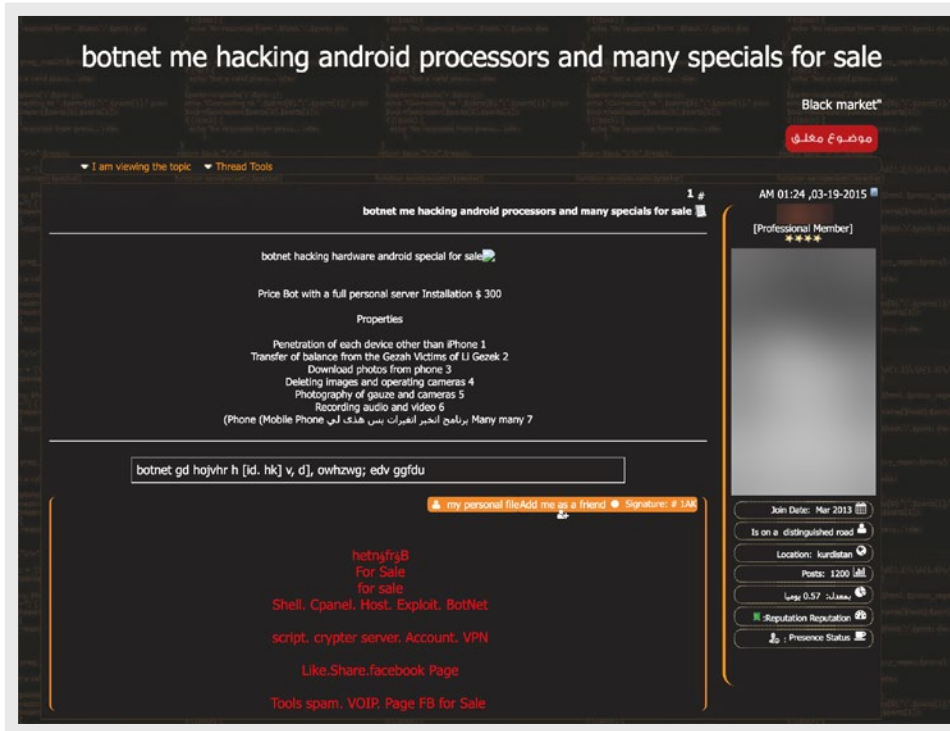 botnet me hacking android processors and many specials for sale
Black market"
موضوع مغلق
I am viewing the topic
Thread Tools
1 #
AM 01:24 ,03-19-2015
botnet me hacking android processors and many specials for sale
[Professional Member]
botnet hacking hardware android special for sale
Price Bot with a full personal server Installation $ 300
Properties
Penetration of each device other than iPhone 1
Transfer of balance from the Gezah Victims of Li Gezek 2
Download photos from phone 3
Deleting images and operating cameras 4
Photography of gauze and cameras 5
Recording audio and video 6
(Phone (Mobile Phone برنامج اتخبر انفيرات بس هذى لي Many many 7
botnet gd hojvhr h [id. hk] v, d], owhzwg; edv ggfdu
my personal fileAdd me as a friend
Signature: # 1AK
hetn

For Sale
for sale
Shell. Cpanel. Host. Exploit. BotNet
script. crypter server. Account. VPN
Like.Share.facebook Page
Tools spam. VOIP. Page FB for Sale
Join Date: Mar 2013
Is on a distinguished road
Location: kurdistan
Posts: 1200
بمعدل: 0.57 يوميا
:Reputation Reputation
: Presence Status